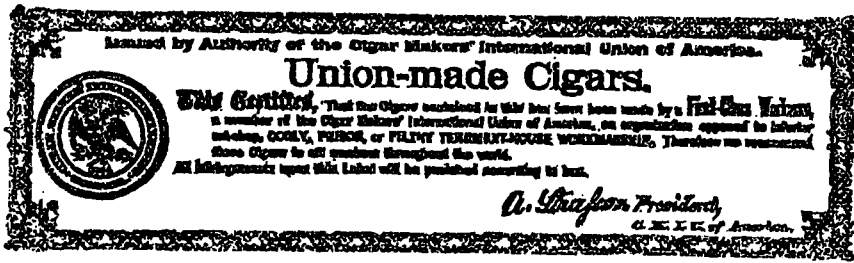 Issued by Authority of the Cigar Makers' International Union of America.
Union-made Cigars.
This Certifies, That the Cigars contained in this box have been made by a First-Class Workman,
a member of the Cigar Makers' International Union of America, an organization opposed to inferior
rat-shop, COOLY, PRISON, or FILTHY TENEMENT-HOUSE WORKMANSHIP. Therefore we recommend
these Cigars to all smokers throughout the world.
All Infringements upon this Label will be punished according to law.
A. Strasser, President,
C. M. I. U. of America.